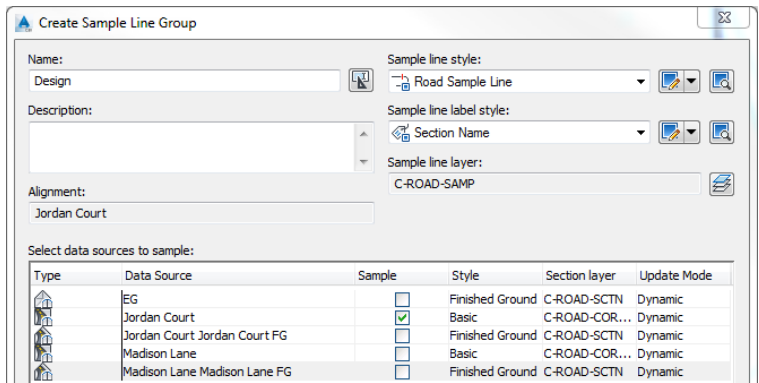 Create Sample Line Group
Name:
Design
Description:
Alignment:
Jordan Court
Sample line style:
Road Sample Line
Sample line label style:
Section Name
Sample line layer:
C-ROAD-SAMP
Select data sources to sample:
Type Data Source Sample Style Section layer Update Mode
EG Finished Ground C-ROAD-SCTN Dynamic
Jordan Court Basic C-ROAD-COR... Dynamic
Jordan Court Jordan Court FG Finished Ground C-ROAD-SCTN Dynamic
Madison Lane Basic C-ROAD-COR... Dynamic
Madison Lane Madison Lane FG Finished Ground C-ROAD-SCTN Dynamic